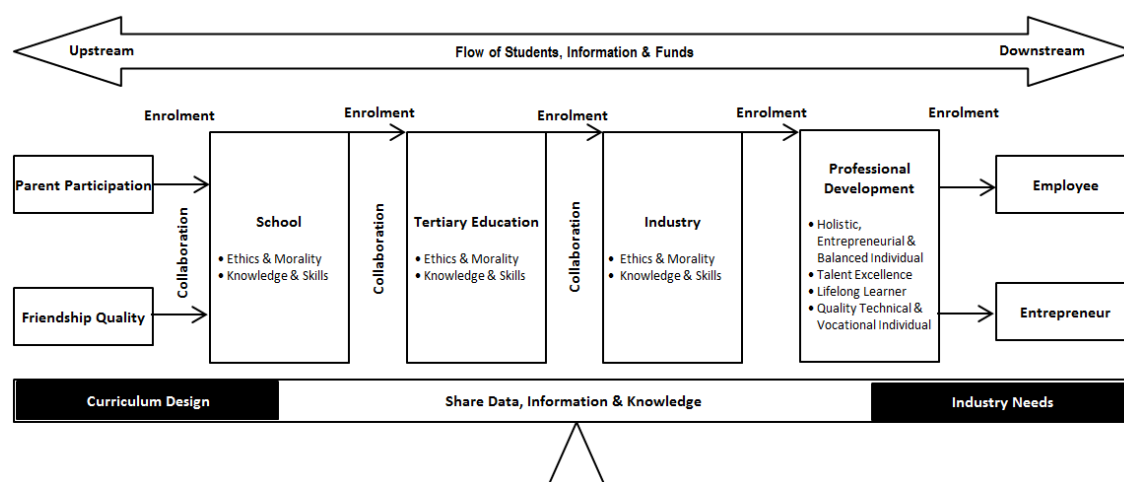 Upstream
Flow of Students, Information & Funds
Downstream
Enrolment
Enrolment
Enrolment
Enrolment
Enrolment
Parent Participation
Friendship Quality
Collaboration
School
• Ethics & Morality
• Knowledge & Skills
Collaboration
Tertiary Education
• Ethics & Morality
• Knowledge & Skills
Collaboration
Industry
• Ethics & Morality
• Knowledge & Skills
Professional
Development
• Holistic,
Entrepreneurial &
Balanced Individual
• Talent Excellence
• Lifelong Learner
• Quality Technical &
Vocational Individual
Employee
Entrepreneur
Curriculum Design
Share Data, Information & Knowledge
Industry Needs